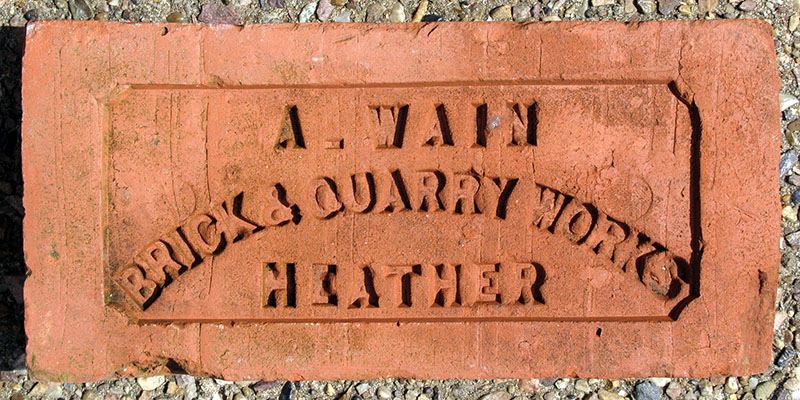 A. WAIN
BRICK & QUARRY WORKS
HEATHER